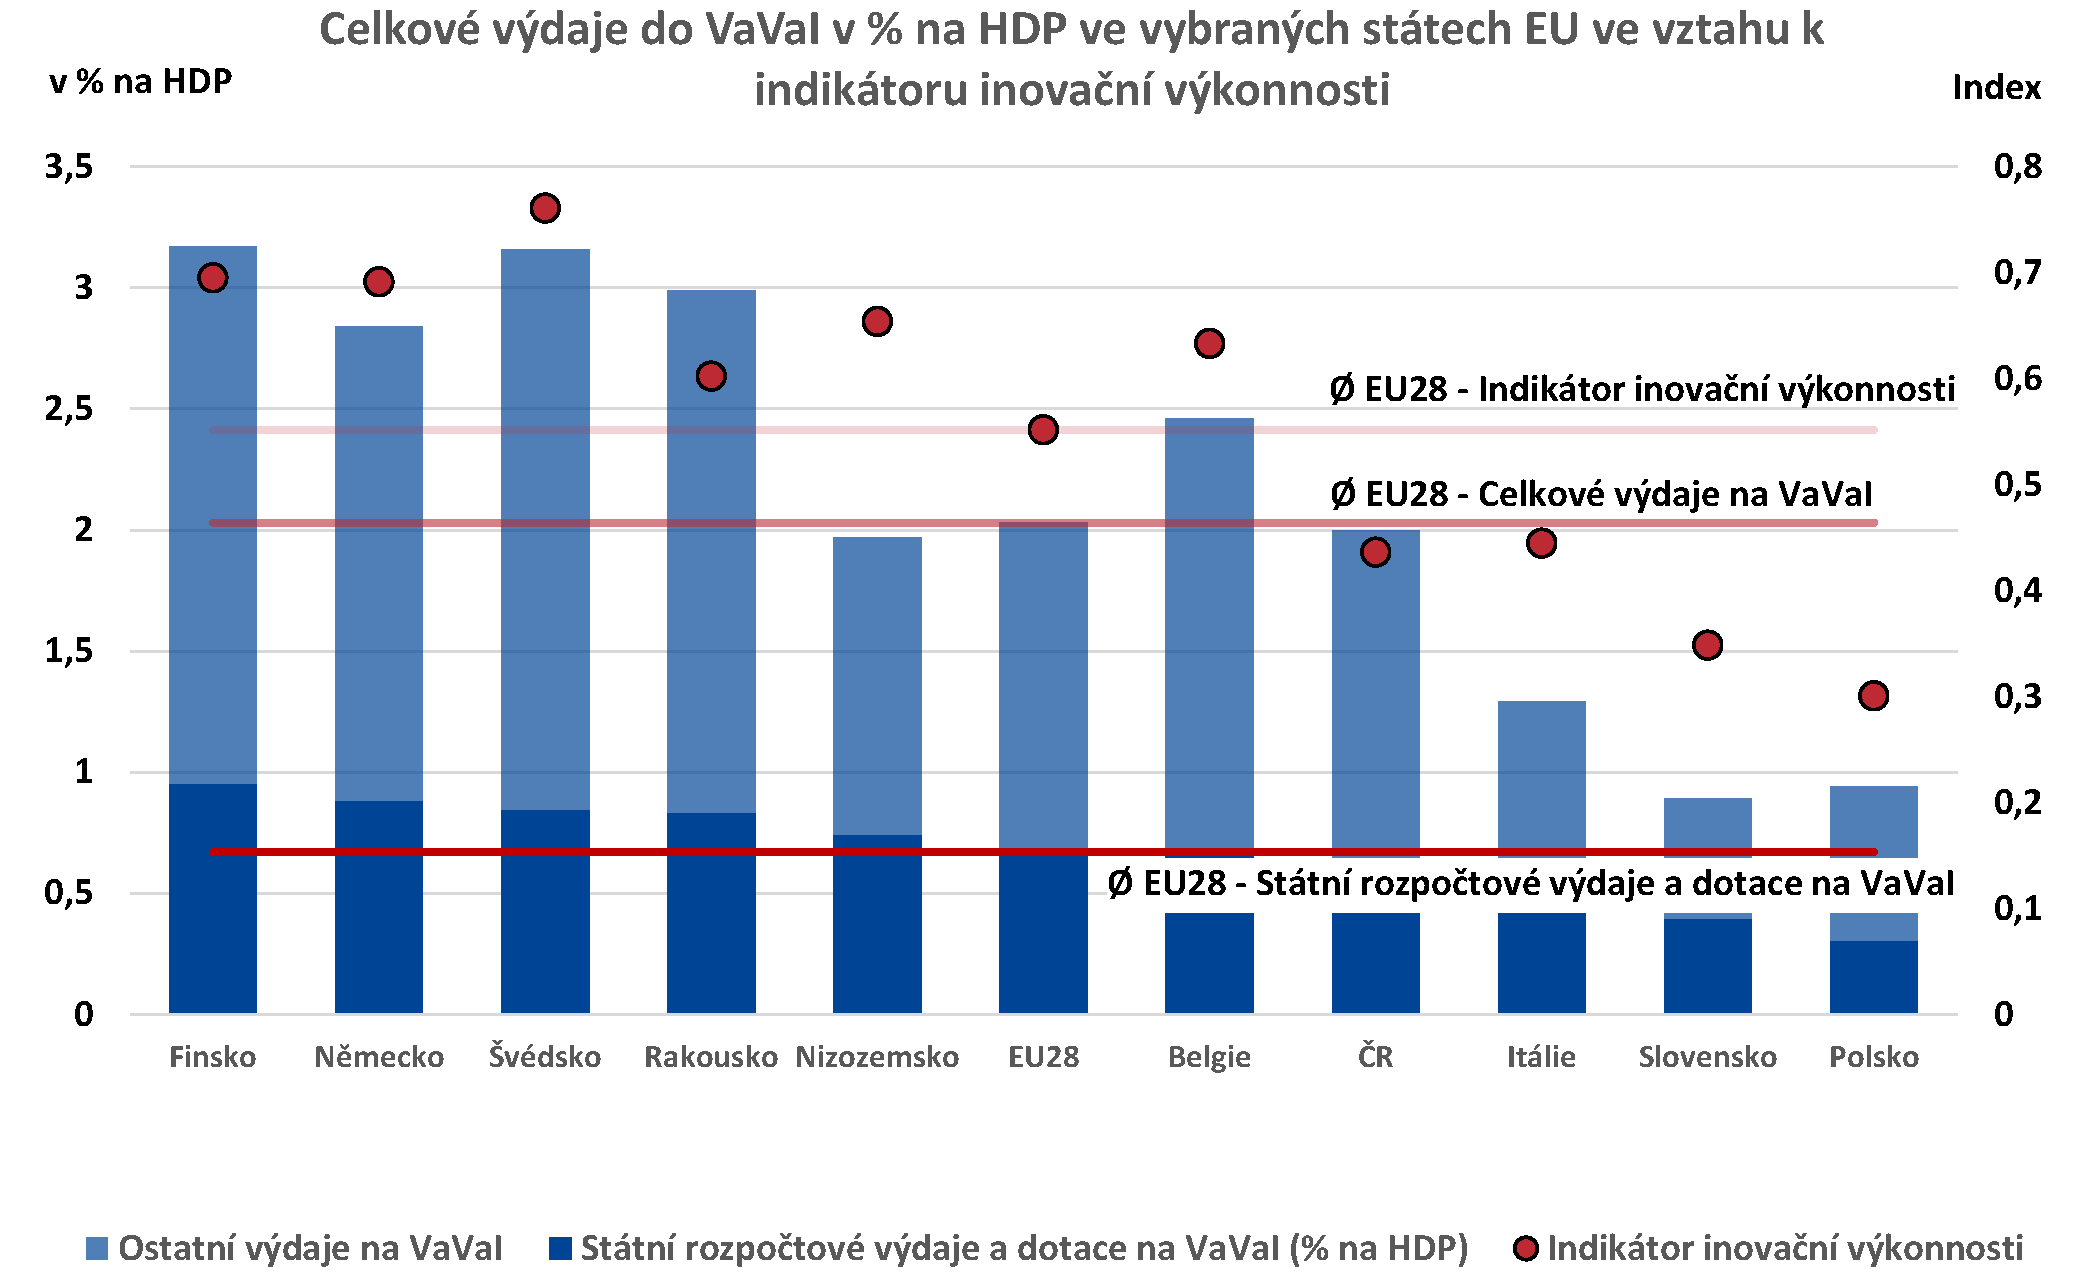 Celkové výdaje do VaVaI v % na HDP ve vybraných státech EU ve vztahu k
indikátoru inovační výkonnosti
v % na HDP
Index
3,5
3
2,5
2
1,5
1
0,5
0
0,8
0,7
0,6
0,5
0,4
0,3
0,2
0,1
0
Ø EU28 - Indikátor inovační výkonnosti
Ø EU28 - Celkové výdaje na VaVaI
Ø EU28 - Státní rozpočtové výdaje a dotace na VaVaI
Finsko
Německo
Švédsko
Rakousko
Nizozemsko
EU28
Belgie
ČR
Itálie
Slovensko
Polsko
Ostatní výdaje na VaVaI
Státní rozpočtové výdaje a dotace na VaVaI (% na HDP)
Indikátor inovační výkonnosti